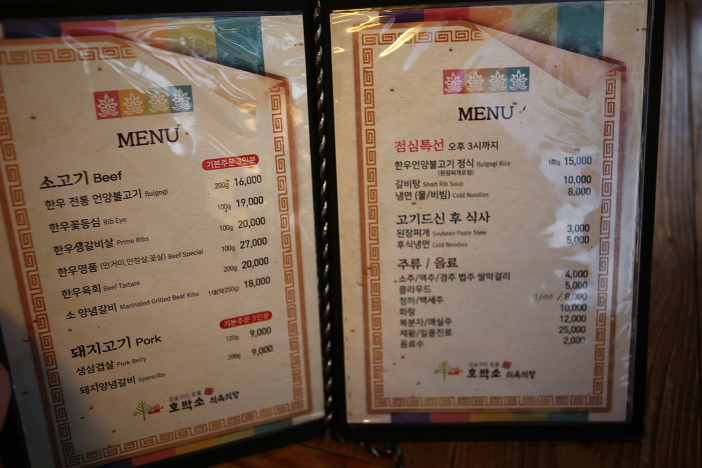 MENU
기본주문 2인분
소고기 Beef
한우 전통 언양불고기 Bulgogi 200g 16,000
한우꽃등심 Rib Eye 100g 19,000
한우생갈비살 Prime Ribs 100g 20,000
한우명품 (안거미,안창살,꽃살) Beef Special 100g 27,000
한우육회 Beef Tartare 200g 20,000
소 양념갈비 Marinated Grilled Beaf Ribs 1대(약250g) 18,000
기본주문 3인분
돼지고기 Pork
생삼겹살 Pork Belly 120g 9,000
돼지양념갈비 Spareribs 200g 9,000
호박소 식육식당
MENU
점심특선 오후 3시까지
한우언양불고기 정식 Bulgogi Rice 180g 15,000
(된장찌개포함)
갈비탕 Short Rib Soup 10,000
냉면 (물/비빔) Cold Noodles 8,000
고기드신 후 식사
된장찌개 Soybean Paste Stew 3,000
후식냉면 Cold Noodles 5,000
주류 / 음료
소주/맥주/경주 법주 쌀막걸리 4,000
클라우드 5,000
청하/백세주 / 8,000
화랑 10,000
복분자/매실주 12,000
제왕/일품진로 25,000
음료수 2,000
호박소 식육식당